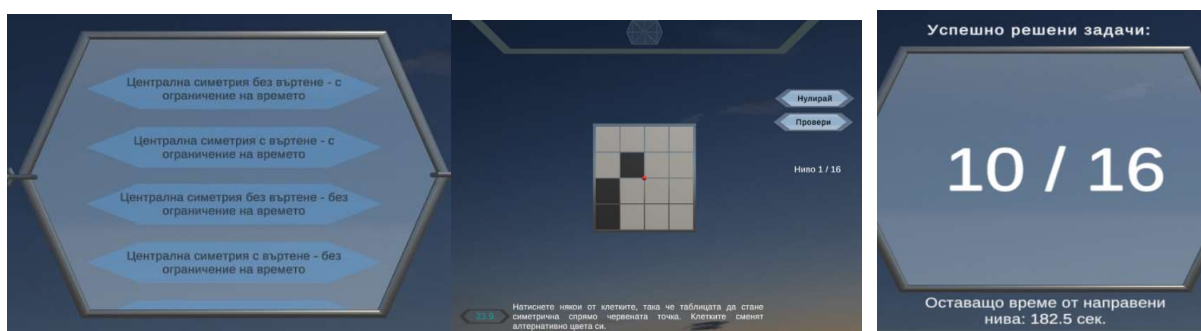 Централна симетрия без въртене - с
ограничение на времето
Централна симетрия с въртене - с
ограничение на времето
Централна симетрия без въртене - без
ограничение на времето
Централна симетрия с въртене - без
ограничение на времето
Нулирай
Провери
Ниво 1 / 16
23.9
Натиснете някои от клетките, така че таблицата да стане
симетрична спрямо червената точка. Клетките сменят
алтернативно цвета си.
Успешно решени задачи:
10 / 16
Оставащо време от направени
нива: 182.5 сек.